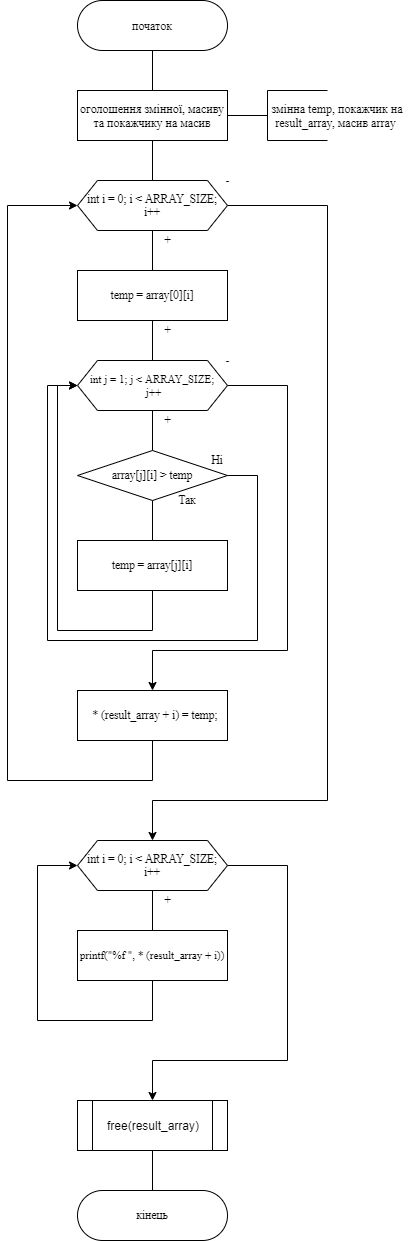 початок
оголошення змінної, масиву
та покажчику на масив
змінна temp, покажчик на
result_array, масив array
-
int i = 0; i < ARRAY_SIZE;
i++
+
temp = array[0][i]
+
-
int j = 1; j < ARRAY_SIZE;
j++
+
Ні
array[j][i] > temp
Так
temp = array[j][i]
* (result_array + i) = temp;
int i = 0; i < ARRAY_SIZE;
i++
+
printf("%f ", * (result_array + i))
free(result_array)
кінець